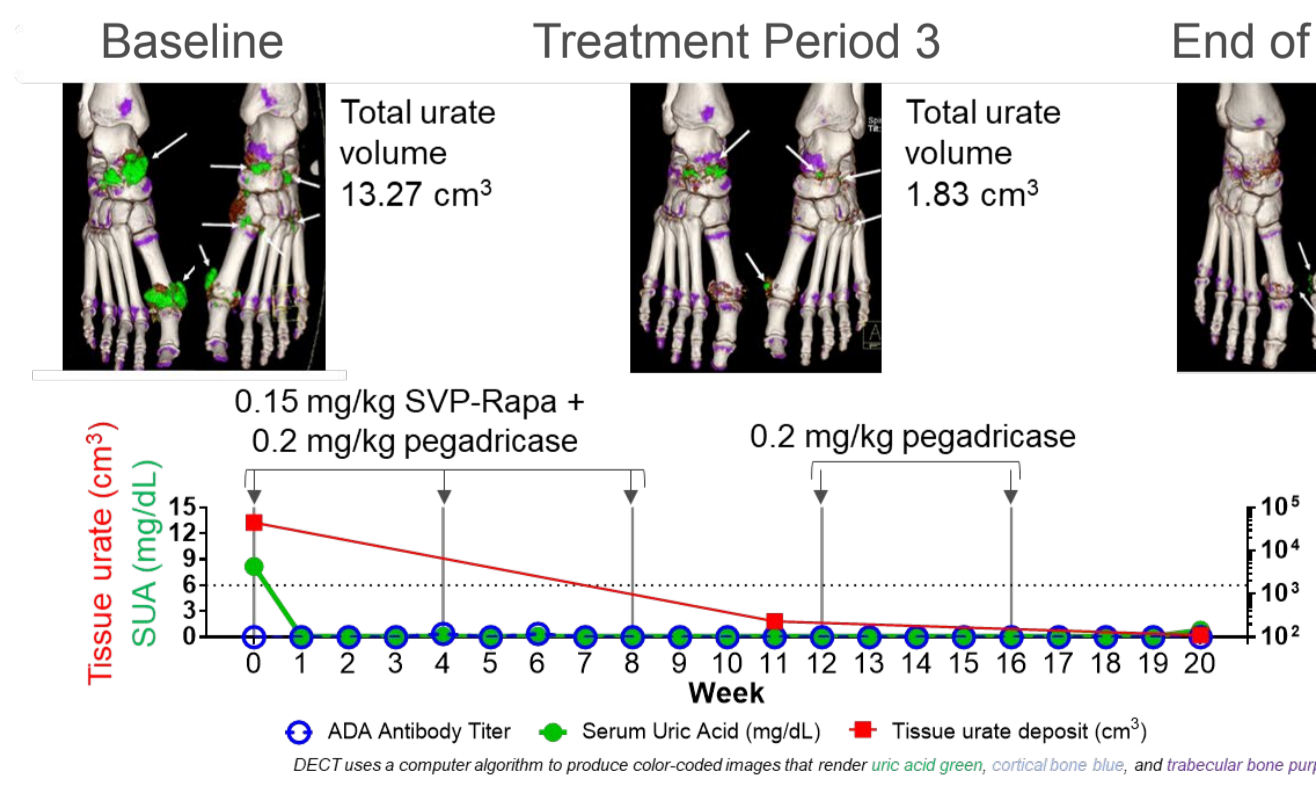 Baseline
Treatment Period 3
End of
Total urate
volume
13.27 cm³
Total urate
volume
1.83 cm³
A
0.15 mg/kg SVP-Rapa +
0.2 mg/kg pegadricase
0.2 mg/kg pegadricase
Tissue urate (cm³)
SUA (mg/dL)
15
12
9
6
3
0
10⁵
10⁴
10³
10²
0 1 2 3 4 5 6 7 8 9 10 11 12 13 14 15 16 17 18 19 20
Week
ADA Antibody Titer
Serum Uric Acid (mg/dL)
Tissue urate deposit (cm³)
DECT uses a computer algorithm to produce color-coded images that render uric acid green, cortical bone blue, and trabecular bone purp